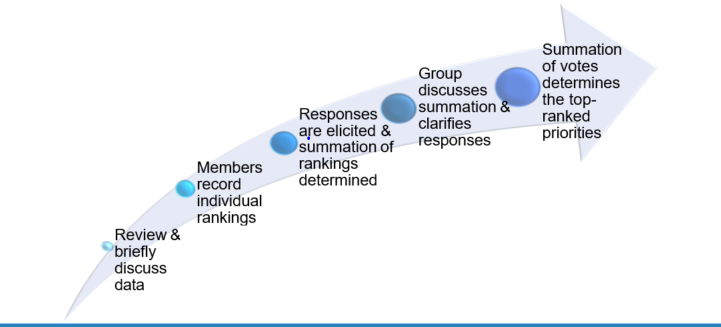 Review &
briefly
discuss
data
Members
record
individual
rankings
Responses
are elicited &
summation of
rankings
determined
Group
discusses
summation &
clarifies
responses
Summation
of votes
determines
the top-
ranked
priorities